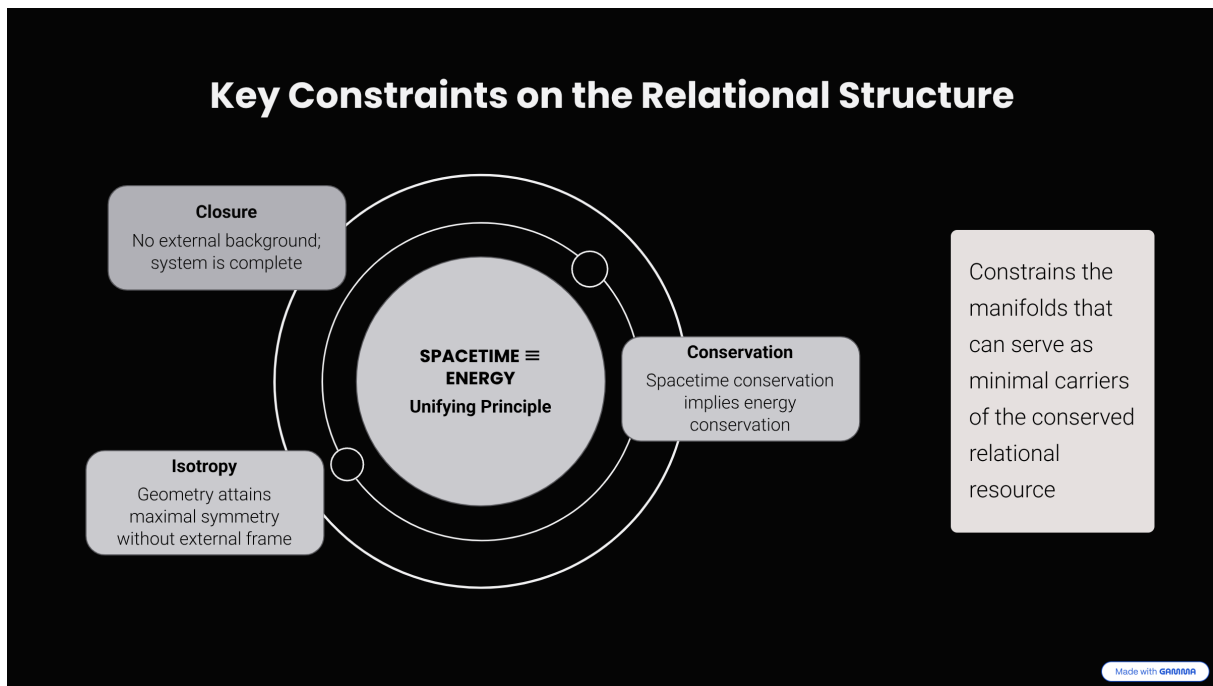 Key Constraints on the Relational Structure
Closure
No external background;
system is complete
SPACETIME ≡
ENERGY
Unifying Principle
Conservation
Spacetime conservation
implies energy
conservation
Isotropy
Geometry attains
maximal symmetry
without external frame
Constrains the
manifolds that
can serve as
minimal carriers
of the conserved
relational
resource
Made with GAMMA